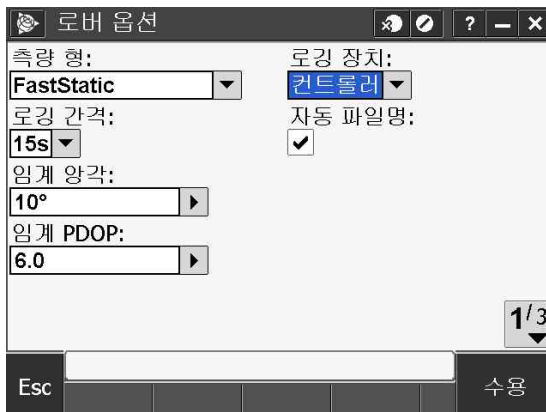 로버 옵션
? – ×
측량 형:
FastStatic
로깅 간격:
15s
임계 앙각:
10°
임계 PDOP:
6.0
로깅 장치:
컨트롤러
자동 파일명:
1/3
Esc
수용